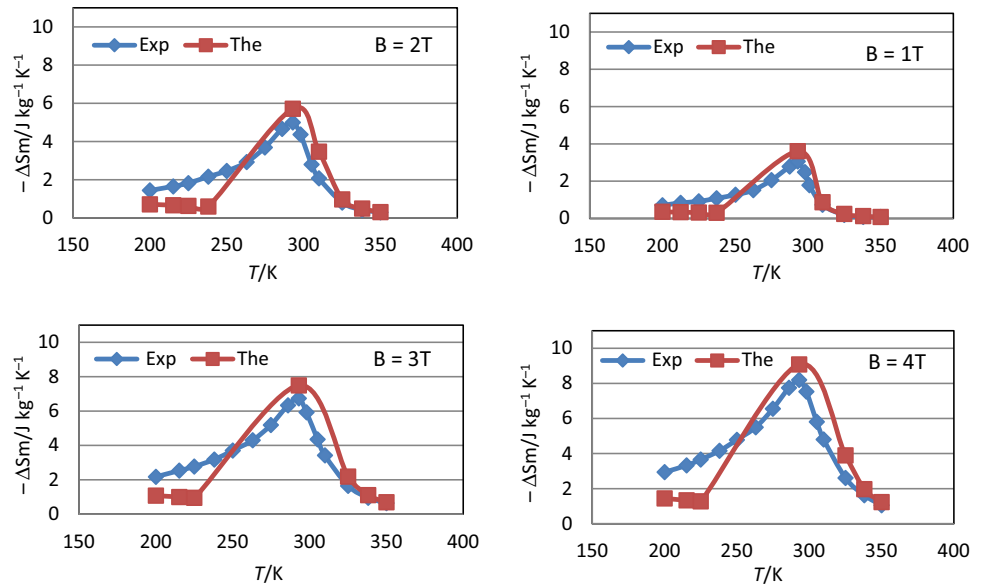 10
8
6
4
2
0
150 200 250 300 350 400
− ΔSm/J kg⁻¹ K⁻¹
T/K
Exp The
B = 2T
10
8
6
4
2
0
150 200 250 300 350 400
− ΔSm/J kg⁻¹ K⁻¹
T/K
Exp The
B = 1T
10
8
6
4
2
0
150 200 250 300 350 400
− ΔSm/J kg⁻¹ K⁻¹
T/K
Exp The
B = 3T
10
8
6
4
2
0
150 200 250 300 350 400
− ΔSm/J kg⁻¹ K⁻¹
T/K
Exp The
B = 4T